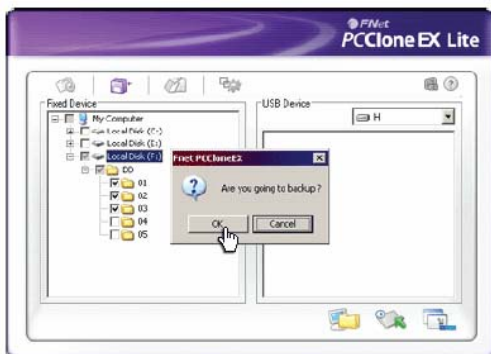 FNet
PCClone EX Lite
Fixed Device
USB Device
My Computer
H
Local Disk (C:)
Local Disk (E:)
Local Disk (F:)
DD
01
02
03
04
05
Fnet PCCloneEX
Are you going to backup ?
OK
Cancel